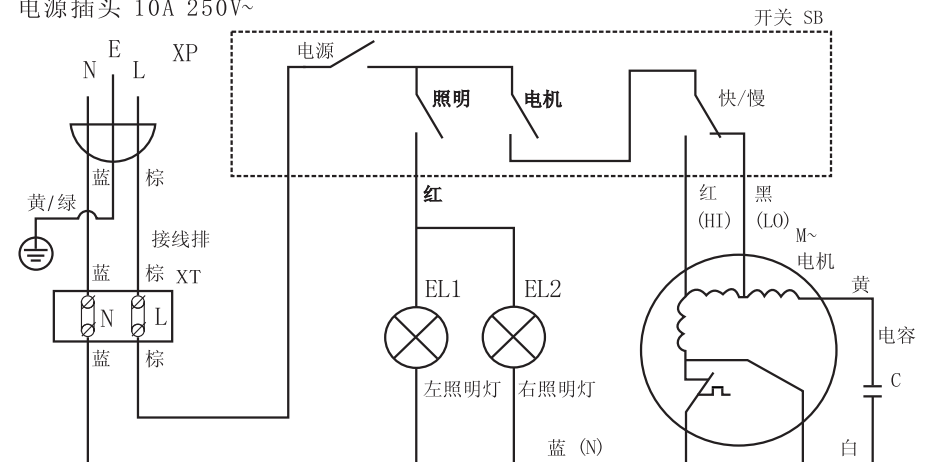 电源插头 10A 250V~
开关 SB
E
XP
电源
N
L
照明
电机
快/慢
蓝
棕
黄/绿
红
红
黑
(HI)
(LO)
接线排
M~
电机
蓝
棕
XT
黄
EL1
EL2
N
L
电容
蓝
棕
C
左照明灯
右照明灯
蓝 (N)
白